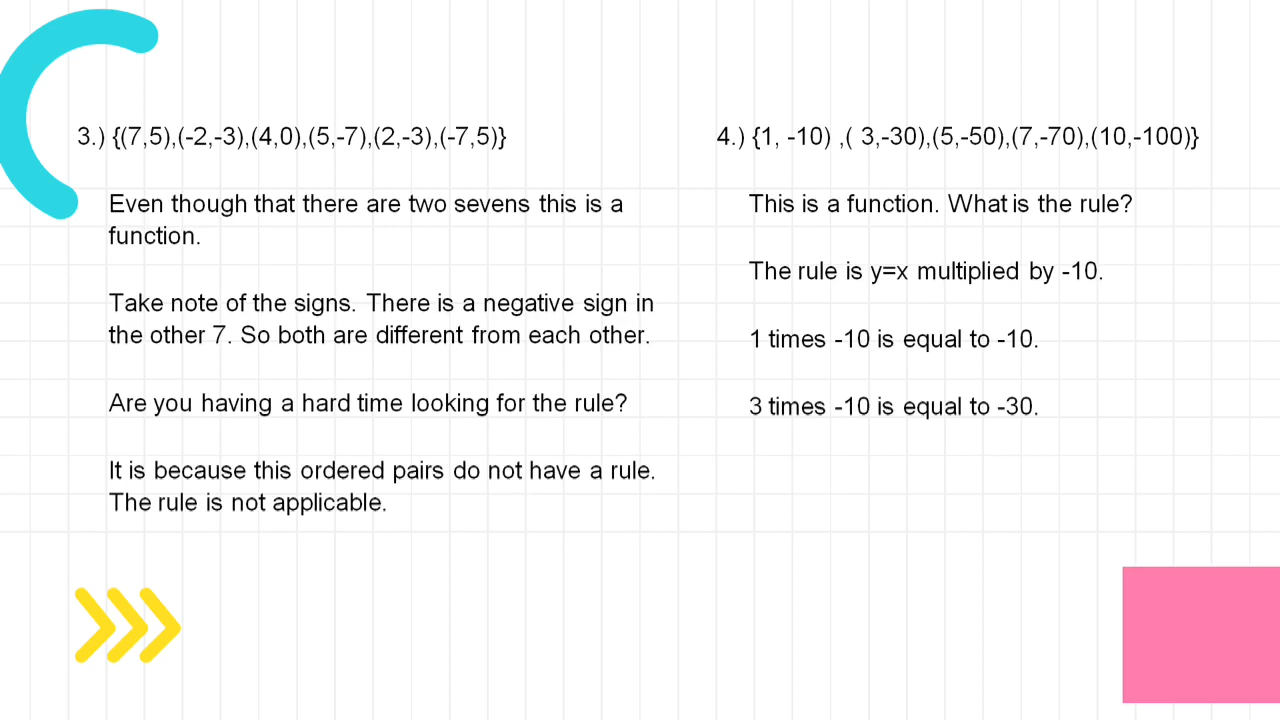 3.) {(7,5),(-2,-3),(4,0),(5,-7),(2,-3),(-7,5)}
Even though that there are two sevens this is a
function.
Take note of the signs. There is a negative sign in
the other 7. So both are different from each other.
Are you having a hard time looking for the rule?
It is because this ordered pairs do not have a rule.
The rule is not applicable.
4.) {1, -10) ,( 3,-30),(5,-50),(7,-70),(10,-100)}
This is a function. What is the rule?
The rule is y=x multiplied by -10.
1 times -10 is equal to -10.
3 times -10 is equal to -30.